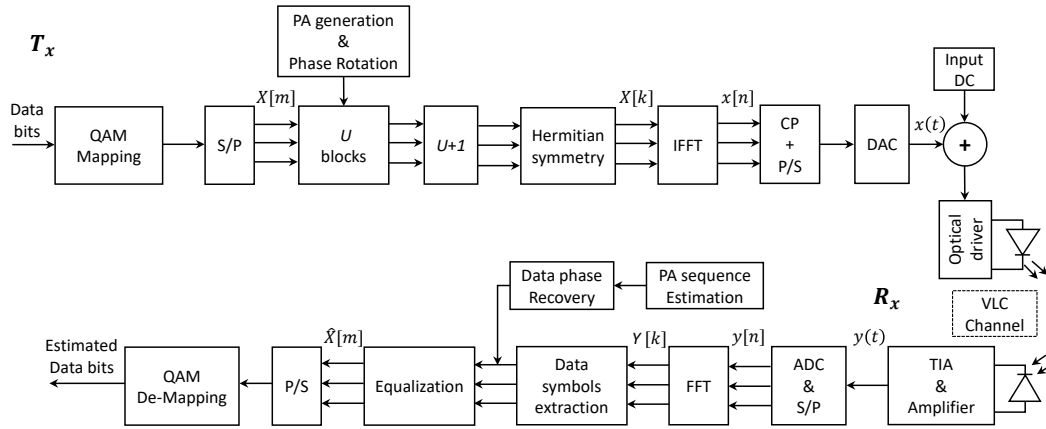 PA generation
&
Phase Rotation
Tx
Input
DC
Data
bits
QAM
Mapping
S/P
X[m]
U
blocks
U+1
Hermitian
symmetry
X[k]
IFFT
x[n]
CP
+
P/S
DAC
x(t)
+
Optical
driver
Data phase
Recovery
PA sequence
Estimation
Rx
VLC
Channel
Estimated
Data bits
QAM
De-Mapping
P/S
X̂[m]
Equalization
Data
symbols
extraction
Y[k]
FFT
y[n]
ADC
&
S/P
y(t)
TIA
&
Amplifier